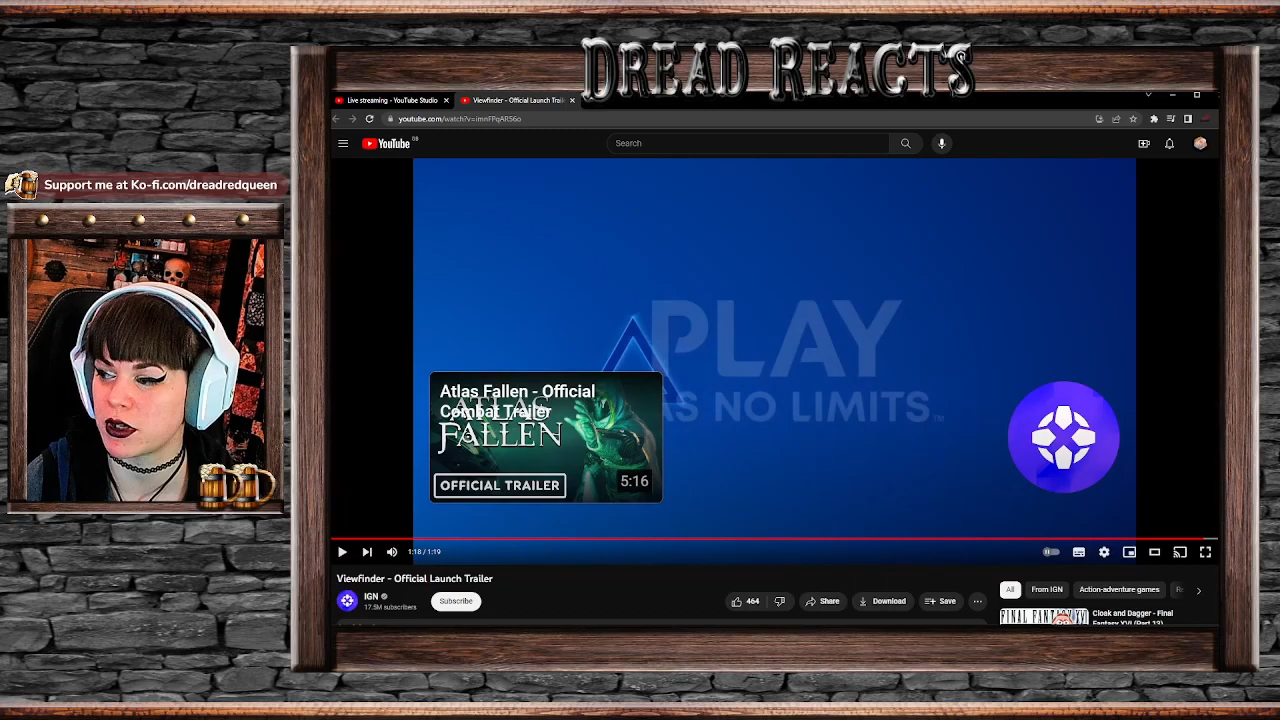 DREAD REACTS
Live streaming - YouTube Studio
Viewfinder - Official Launch Trail
youtube.com/watch?v=imnFPqARS6o
YouTube GB
Search
Support me at Ko-fi.com/dreadredqueen
PLAY
HAS NO LIMITS™
Atlas Fallen - Official
Combat Trailer
ATLAS
FALLEN
OFFICIAL TRAILER
5:16
1:18 / 1:19
Viewfinder - Official Launch Trailer
IGN
17.5M subscribers
Subscribe
464
Share
Download
Save
All
From IGN
Action-adventure games
FINAL FANTASY XVI
Cloak and Dagger - Final
Fantasy XVI (Part 13)